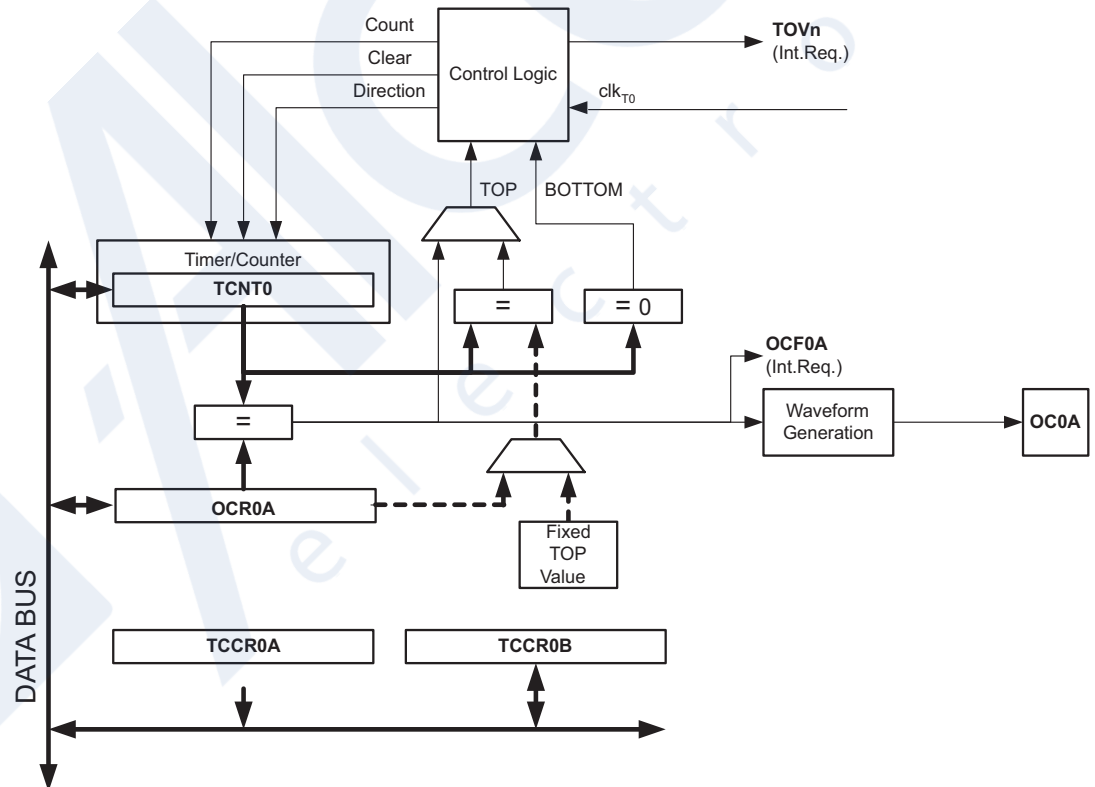 Count
Clear
Direction
Control Logic
TOVn
(Int.Req.)
clkT0
TOP
BOTTOM
Timer/Counter
TCNT0
=
= 0
OCF0A
(Int.Req.)
=
Waveform
Generation
OC0A
OCR0A
Fixed
TOP
Value
DATA BUS
TCCR0A
TCCR0B
electro